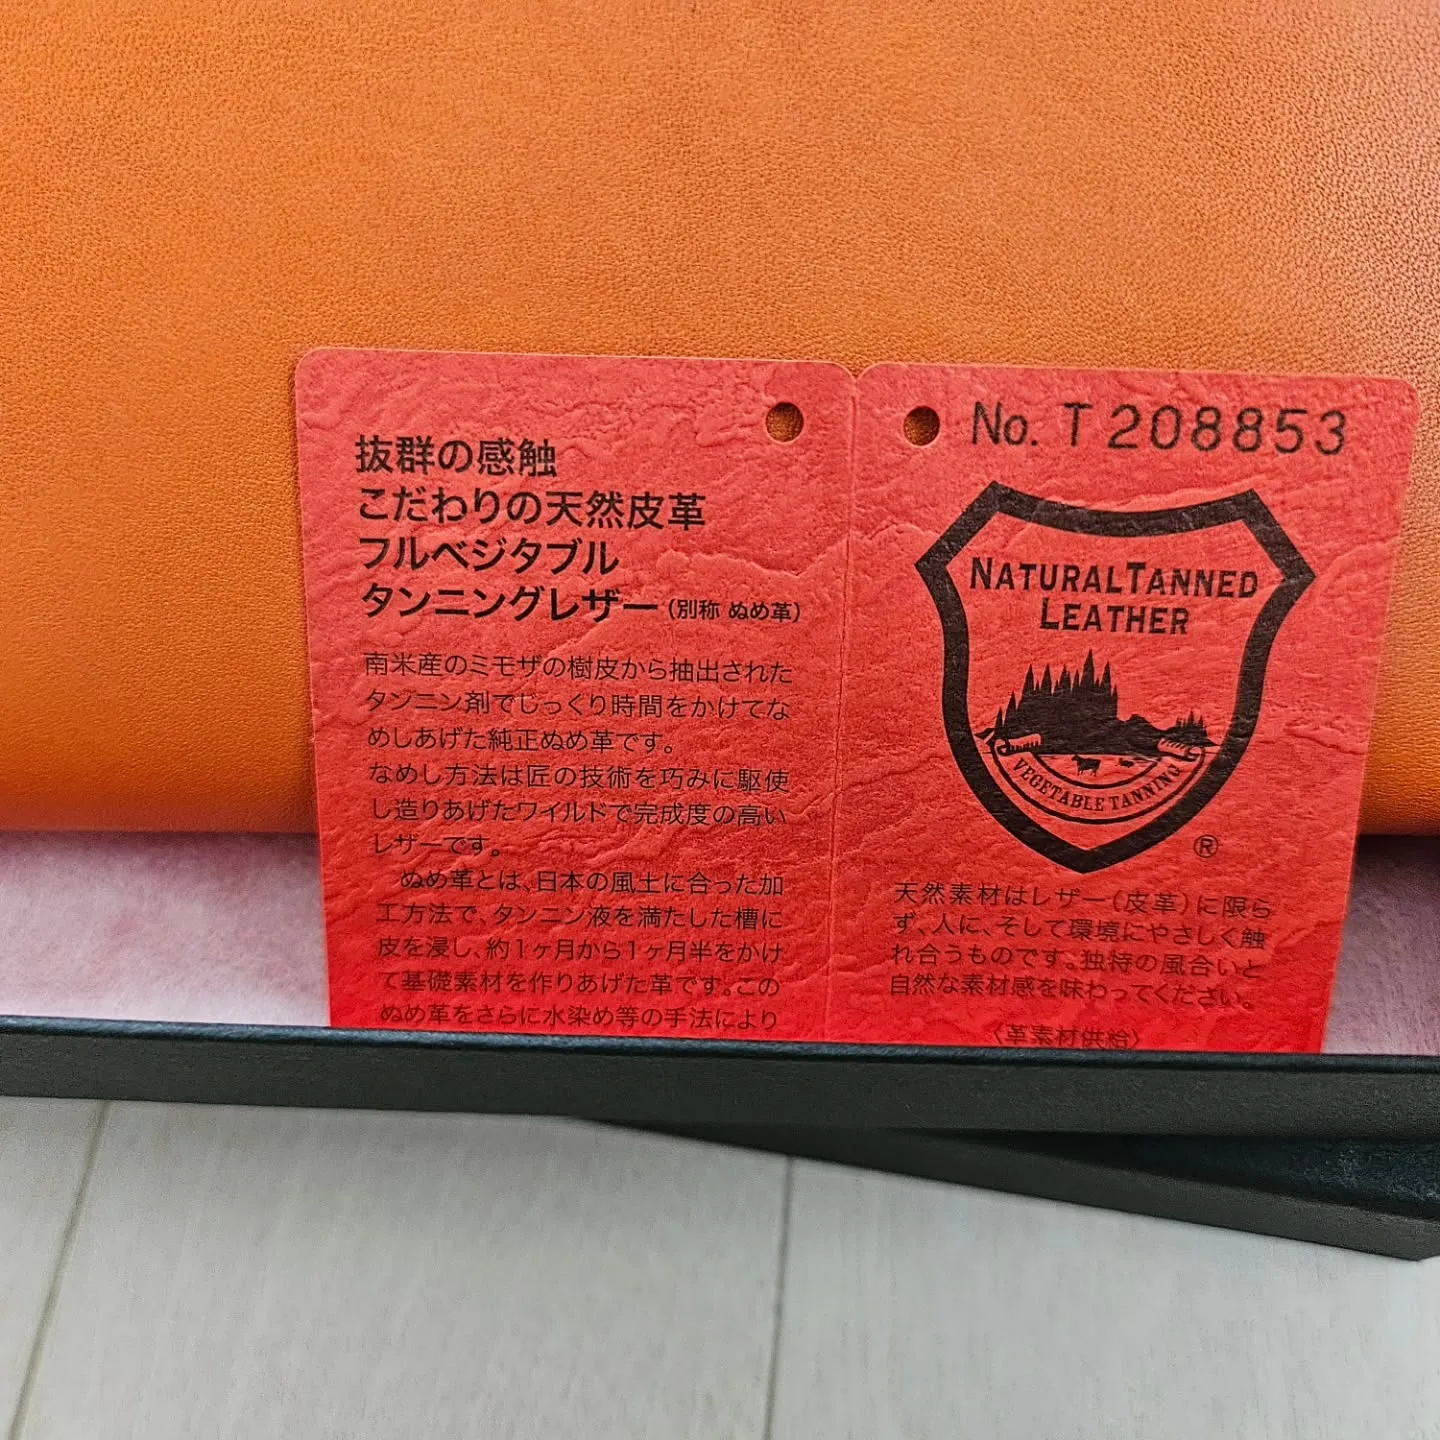 抜群の感触
こだわりの天然皮革
フルベジタブル
タンニングレザー（別称 ぬめ革）
南米産のミモザの樹皮から抽出された
タンニン剤でじっくり時間をかけてな
めしあげた純正ぬめ革です。
なめし方法は匠の技術を巧みに駆使
し造りあげたワイルドで完成度の高い
レザーです。
ぬめ革とは、日本の風土に合った加
工方法で、タンニン液を満たした槽に
皮を浸し、約1ヶ月から1ヶ月半をかけ
て基礎素材を作りあげた革です。この
ぬめ革をさらに水染め等の手法により
No. T208853
NATURALTANNED
LEATHER
VEGETABLE TANNING
®
天然素材はレザー（皮革）に限ら
ず、人に、そして環境にやさしく触
れ合うものです。独特の風合いと
自然な素材感を味わってください。
〈革素材供給〉